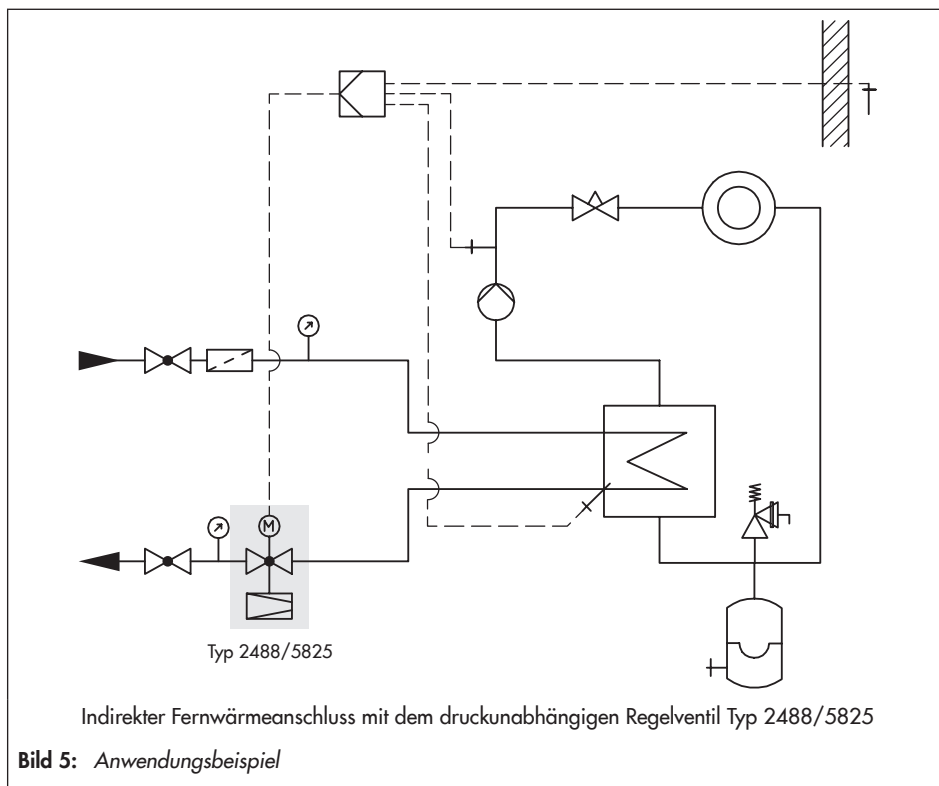 M
Typ 2488/5825
Indirekter Fernwärmeanschluss mit dem druckunabhängigen Regelventil Typ 2488/5825
Bild 5: Anwendungsbeispiel